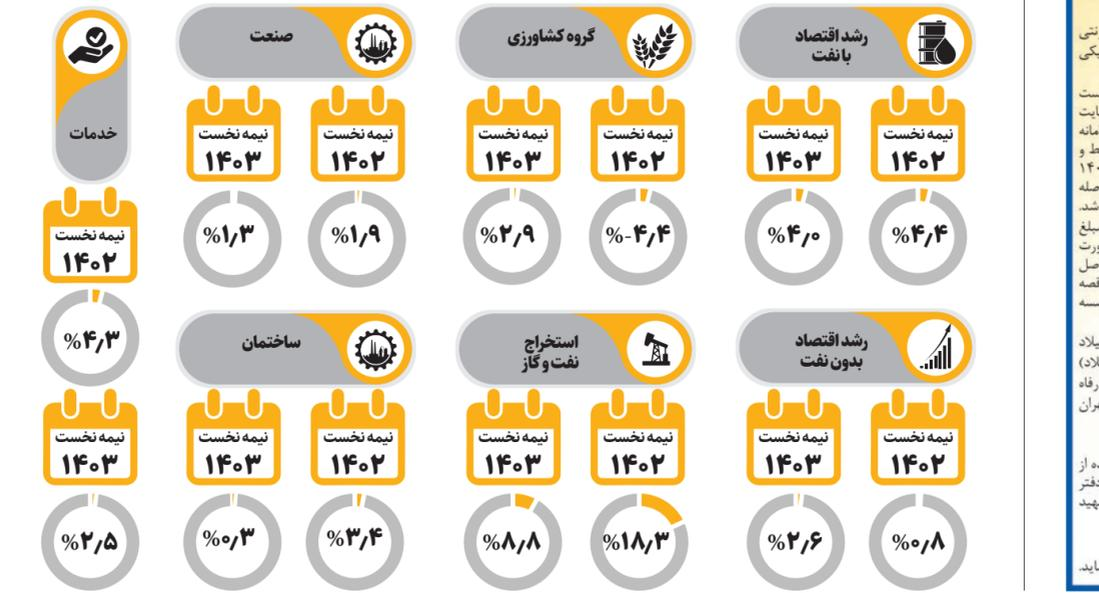 رشد اقتصاد
با نفت
نیمه نخست
۱۴۰۲
%۴٫۴
نیمه نخست
۱۴۰۳
%۴٫۰
گروه کشاورزی
نیمه نخست
۱۴۰۲
%-۴٫۴
نیمه نخست
۱۴۰۳
%۲٫۹
صنعت
نیمه نخست
۱۴۰۲
%۱٫۹
نیمه نخست
۱۴۰۳
%۱٫۳
رشد اقتصاد
بدون نفت
نیمه نخست
۱۴۰۲
%۰٫۸
نیمه نخست
۱۴۰۳
%۲٫۶
استخراج
نفت و گاز
نیمه نخست
۱۴۰۲
%۱۸٫۳
نیمه نخست
۱۴۰۳
%۸٫۸
ساختمان
نیمه نخست
۱۴۰۲
%۳٫۴
نیمه نخست
۱۴۰۳
%۰٫۳
خدمات
نیمه نخست
۱۴۰۲
%۴٫۳
نیمه نخست
۱۴۰۳
%۲٫۵